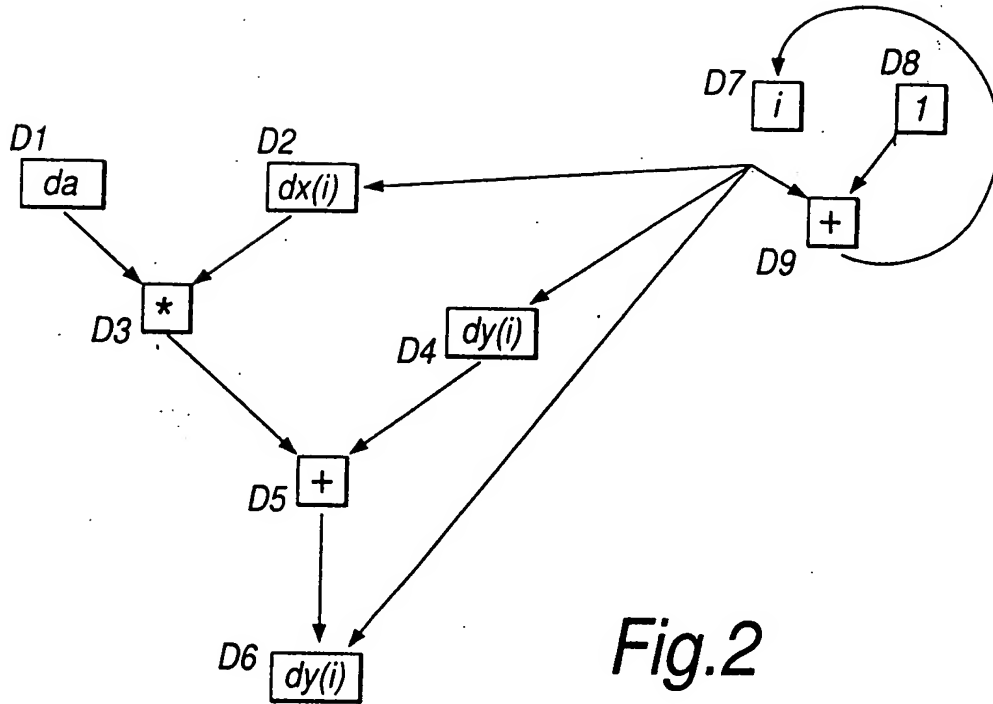 D8
D7
i
1
D1
D2
da
dx(i)
+
D9
*
D3
dy(i)
D4
+
D5
D6
dy(i)
Fig.2